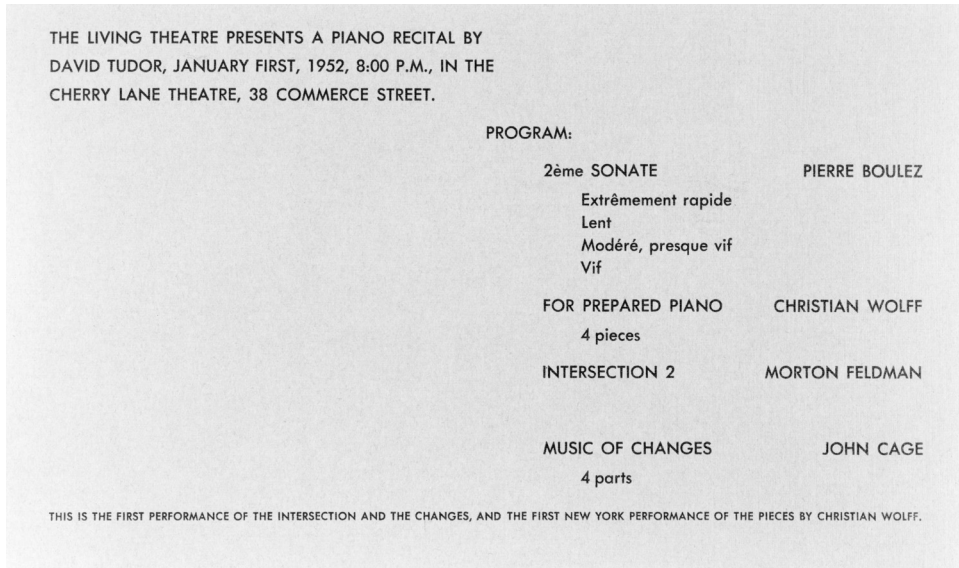 THE LIVING THEATRE PRESENTS A PIANO RECITAL BY
DAVID TUDOR, JANUARY FIRST, 1952, 8:00 P.M., IN THE
CHERRY LANE THEATRE, 38 COMMERCE STREET.
PROGRAM:
2ème SONATE PIERRE BOULEZ
Extrêmement rapide
Lent
Modéré, presque vif
Vif
FOR PREPARED PIANO CHRISTIAN WOLFF
4 pieces
INTERSECTION 2 MORTON FELDMAN
MUSIC OF CHANGES JOHN CAGE
4 parts
THIS IS THE FIRST PERFORMANCE OF THE INTERSECTION AND THE CHANGES, AND THE FIRST NEW YORK PERFORMANCE OF THE PIECES BY CHRISTIAN WOLFF.